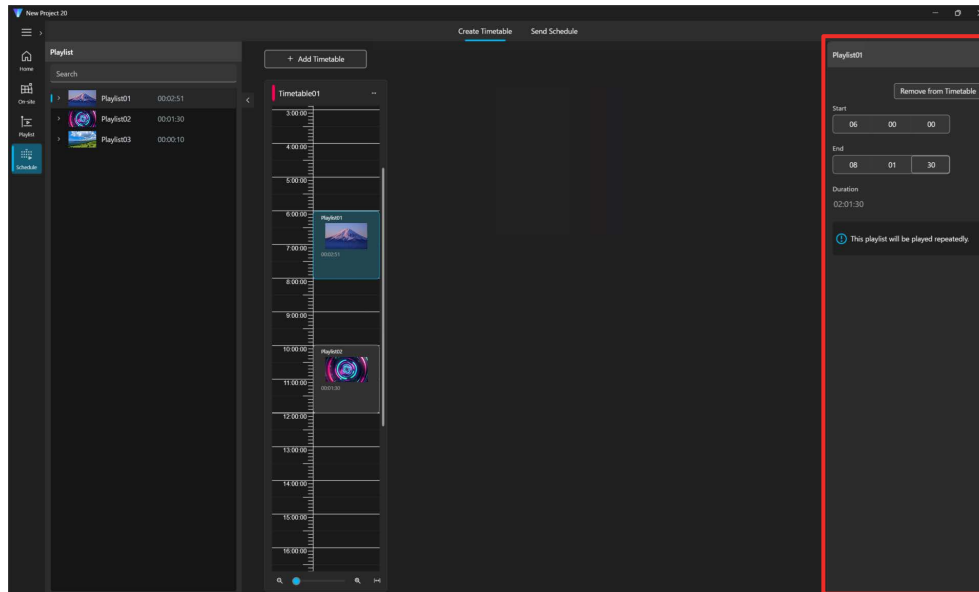 New Project 20
Create Timetable
Send Schedule
Home
On-site
Playlist
Schedule
Playlist
Search
Playlist01 00:02:51
Playlist02 00:01:30
Playlist03 00:00:10
+ Add Timetable
Timetable01
3:00:00
4:00:00
5:00:00
6:00:00
Playlist01
7:00:00
00:02:51
8:00:00
9:00:00
10:00:00
Playlist02
11:00:00
00:01:30
12:00:00
13:00:00
14:00:00
15:00:00
16:00:00
Playlist01
Remove from Timetable
Start
06 00 00
End
08 01 30
Duration
02:01:30
This playlist will be played repeatedly.